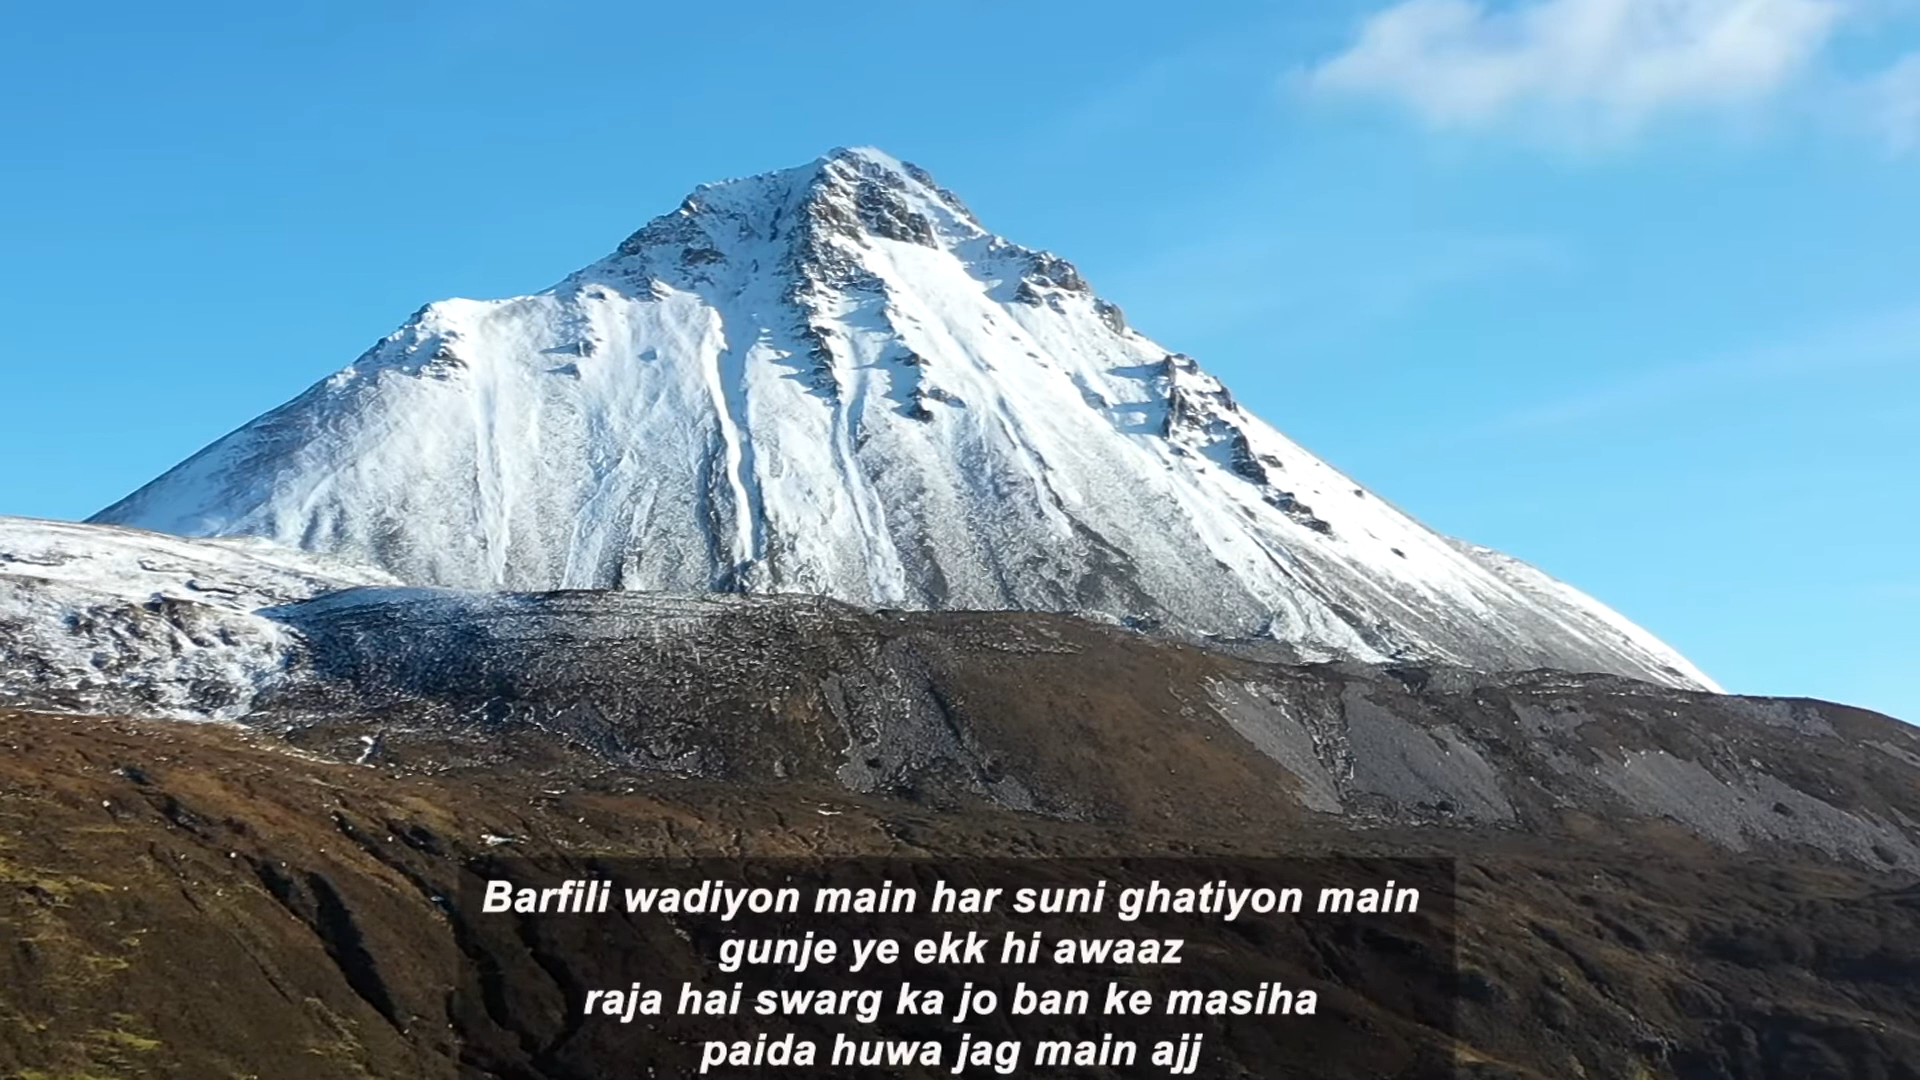 Barfili wadiyon main har suni ghatiyon main
gunje ye ekk hi awaaz
raja hai swarg ka jo ban ke masiha
paida huwa jag main ajj